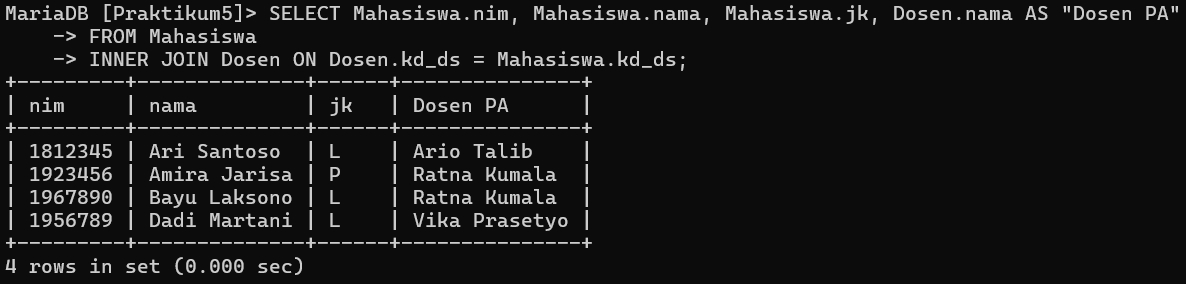 MariaDB [Praktikum5]> SELECT Mahasiswa.nim, Mahasiswa.nama, Mahasiswa.jk, Dosen.nama AS "Dosen PA"
    -> FROM Mahasiswa
    -> INNER JOIN Dosen ON Dosen.kd_ds = Mahasiswa.kd_ds;
+---------+--------------+------+---------------+
| nim     | nama         | jk   | Dosen PA      |
+---------+--------------+------+---------------+
| 1812345 | Ari Santoso  | L    | Ario Talib    |
| 1923456 | Amira Jarisa | P    | Ratna Kumala  |
| 1967890 | Bayu Laksono | L    | Ratna Kumala  |
| 1956789 | Dadi Martani | L    | Vika Prasetyo |
+---------+--------------+------+---------------+
4 rows in set (0.000 sec)